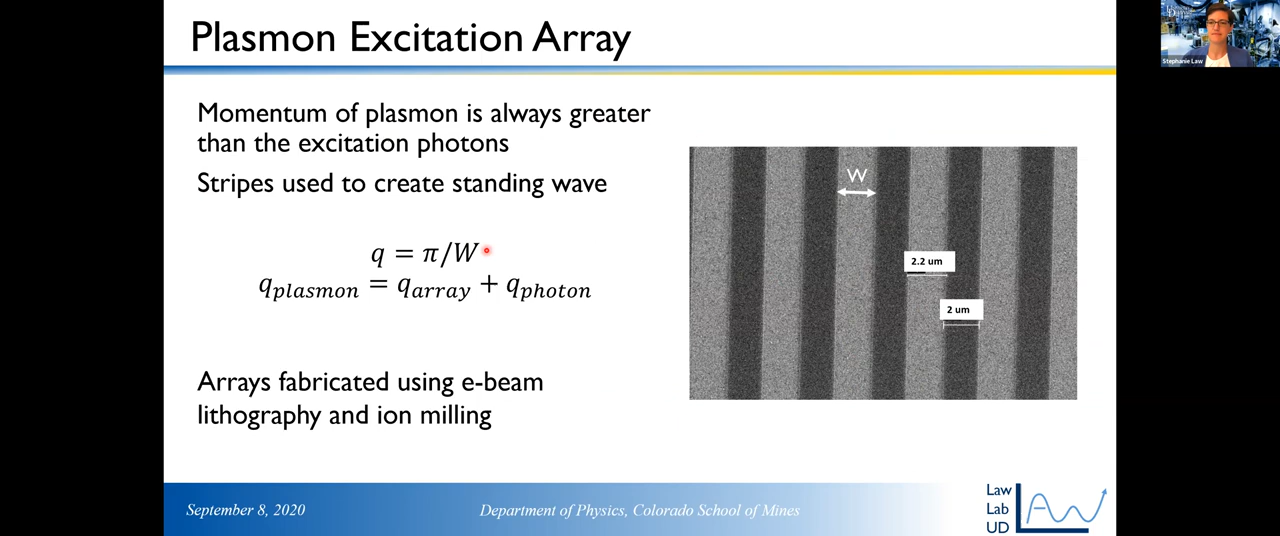 Plasmon Excitation Array
Momentum of plasmon is always greater
than the excitation photons
Stripes used to create standing wave
q = π/W
q_plasmon = q_array + q_photon
Arrays fabricated using e-beam
lithography and ion milling
W
2.2 um
2 um
September 8, 2020
Department of Physics, Colorado School of Mines
Law
Lab
UD
Stephanie Law